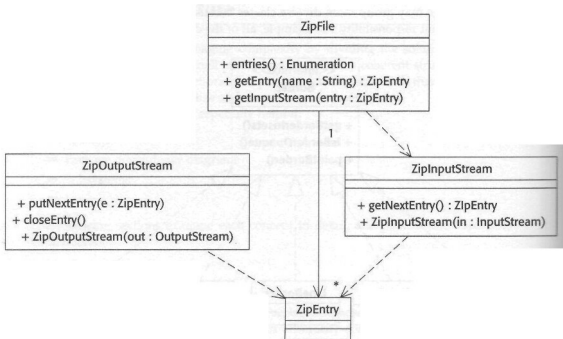 ZipFile
+ entries() : Enumeration
+ getEntry(name : String) : ZipEntry
+ getInputStream(entry : ZipEntry)
1
ZipOutputStream
+ putNextEntry(e : ZipEntry)
+ closeEntry()
+ ZipOutputStream(out : OutputStream)
ZipInputStream
+ getNextEntry() : ZIpEntry
+ ZipInputStream(in : InputStream)
*
ZipEntry